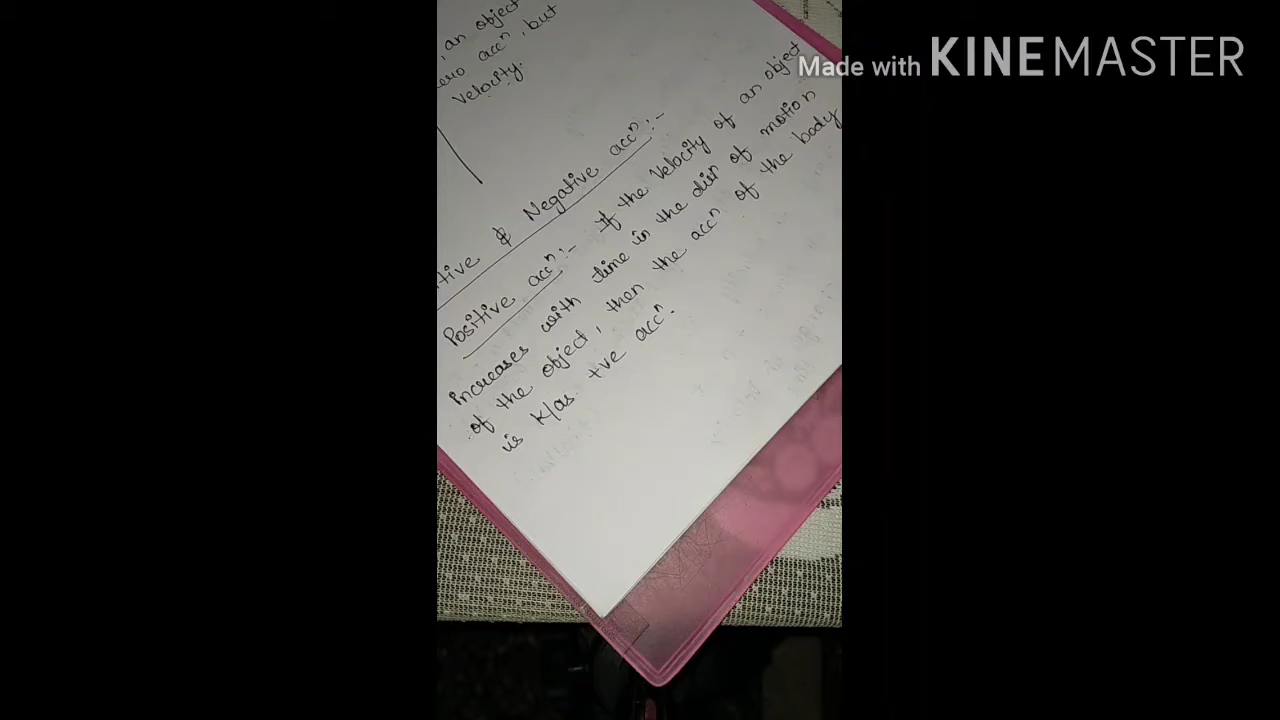 Made with KINEMASTER
, an object
zero accⁿ, but
velocity.
tive & Negative accⁿ:-
Positive accⁿ:- If the velocity of an object
increases with time in the dirⁿ of motion
of the object, then the accⁿ of the body
is k/as +ve accⁿ.